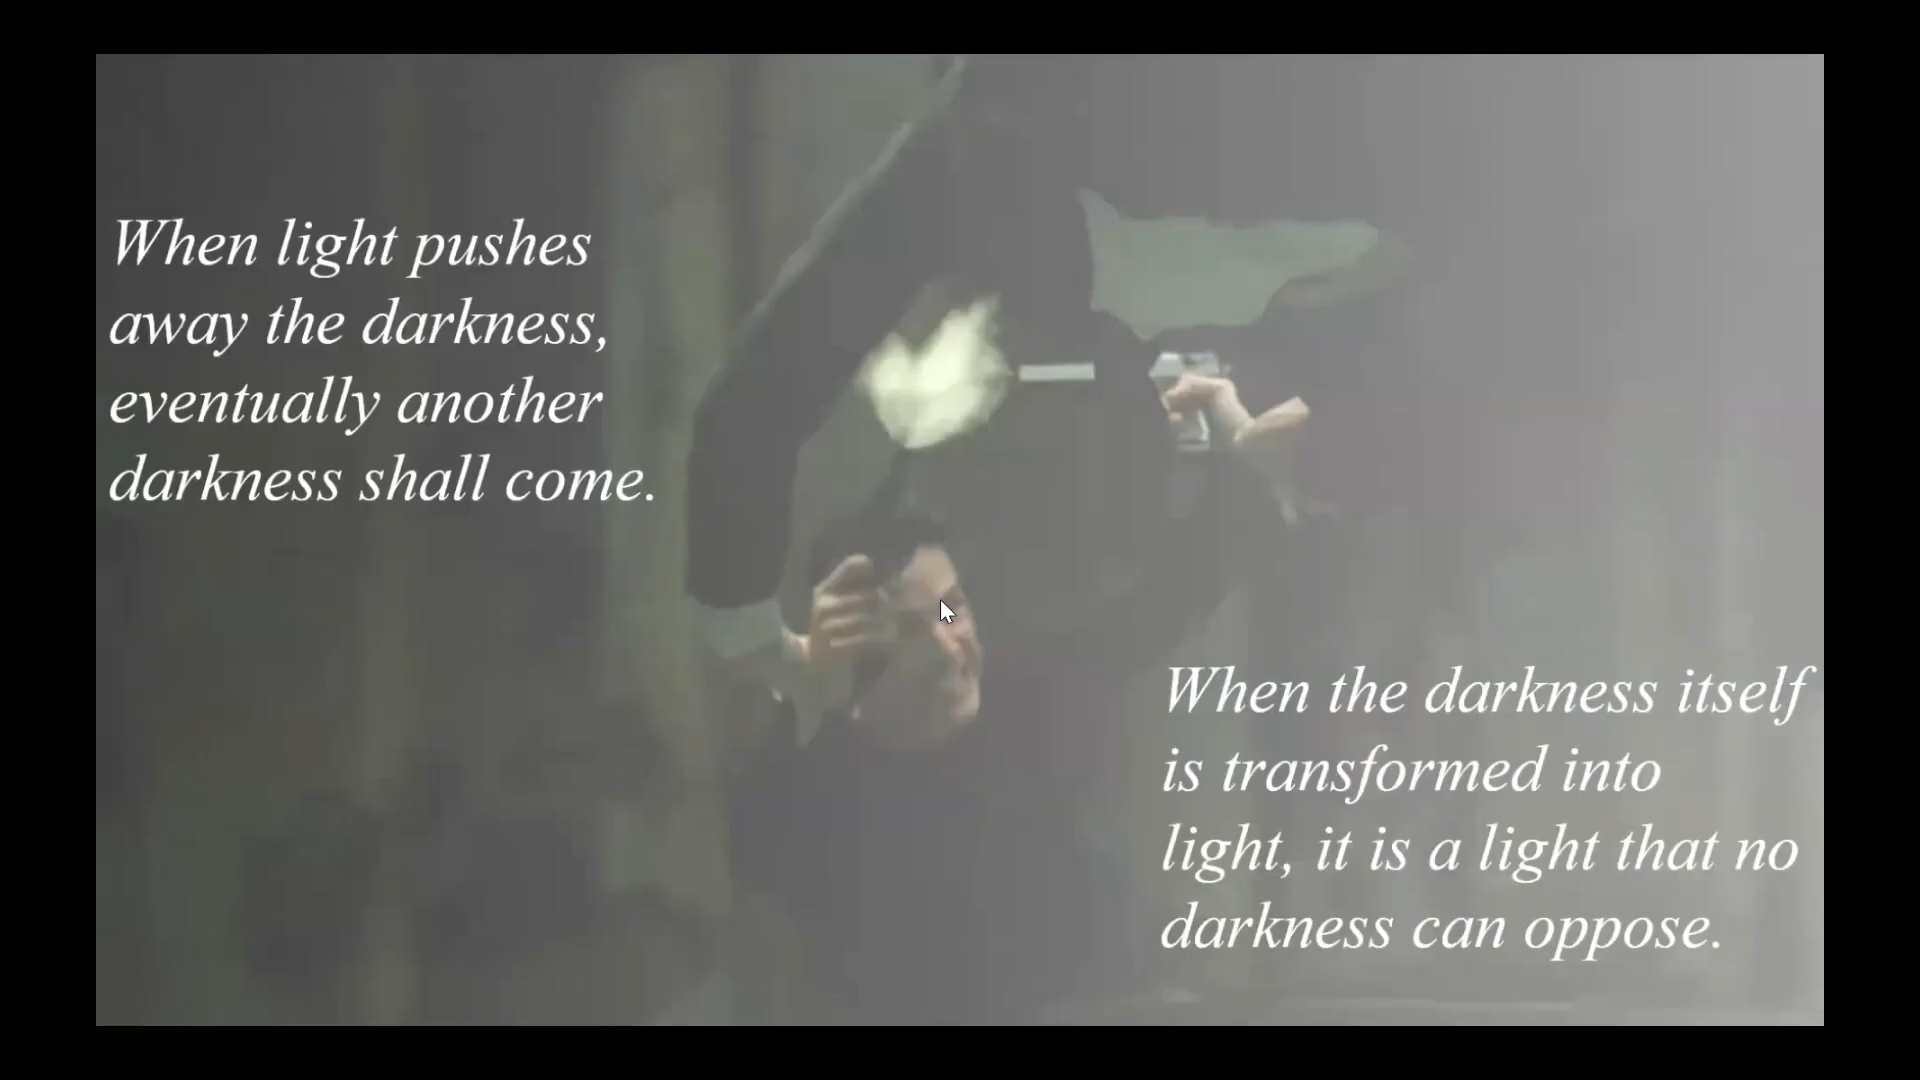 When light pushes
away the darkness,
eventually another
darkness shall come.
When the darkness itself
is transformed into
light, it is a light that no
darkness can oppose.